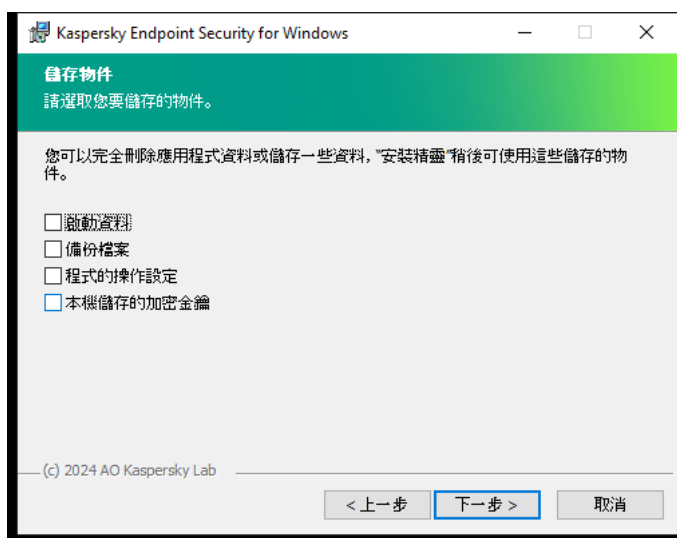 Kaspersky Endpoint Security for Windows
儲存物件
請選取您要儲存的物件。
您可以完全刪除應用程式資料或儲存一些資料，"安裝精靈"稍後可使用這些儲存的物
件。
啟動資料
備份檔案
程式的操作設定
本機儲存的加密金鑰
(c) 2024 AO Kaspersky Lab
< 上一步
下一步 >
取消